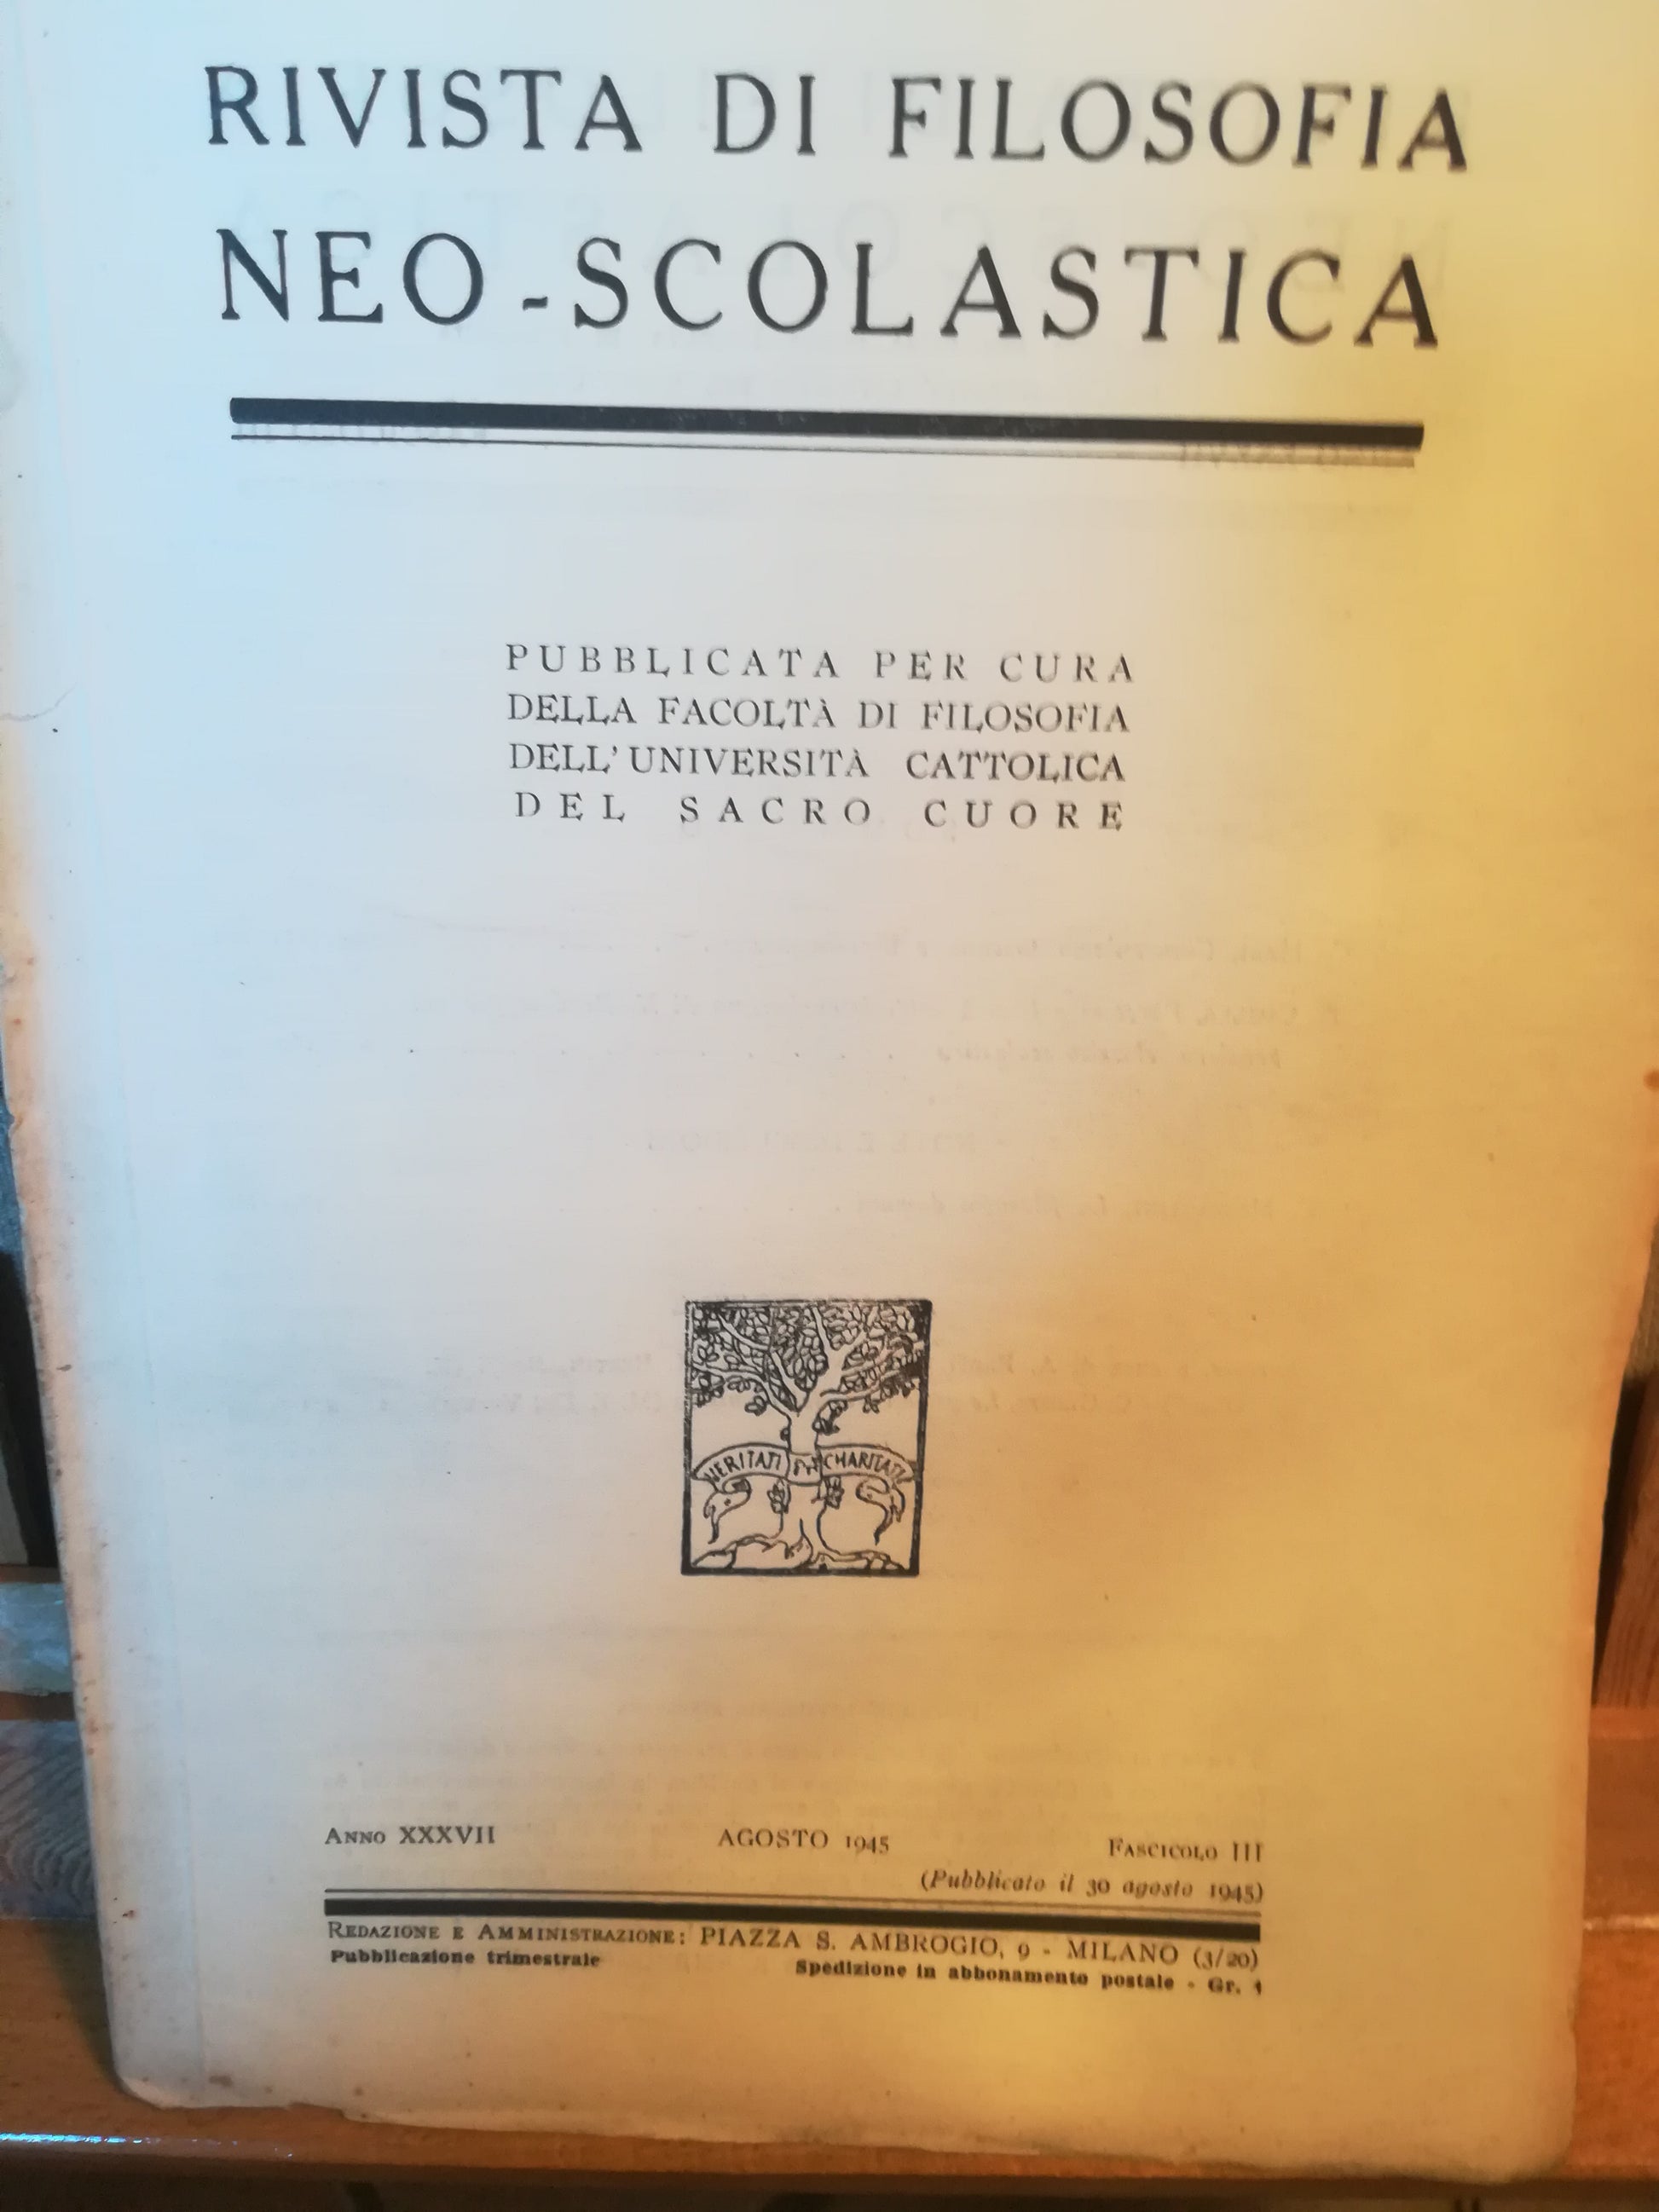 RIVISTA DI FILOSOFIA
NEO-SCOLASTICA
PUBBLICATA PER CURA
DELLA FACOLTÀ DI FILOSOFIA
DELL'UNIVERSITÀ CATTOLICA
DEL SACRO CUORE
VERITATI CHARITATI
ANNO XXXVII AGOSTO 1945 FASCICOLO III
(Pubblicato il 30 agosto 1945)
REDAZIONE E AMMINISTRAZIONE: PIAZZA S. AMBROGIO, 9 - MILANO (3/20)
Pubblicazione trimestrale Spedizione in abbonamento postale - Gr. 1